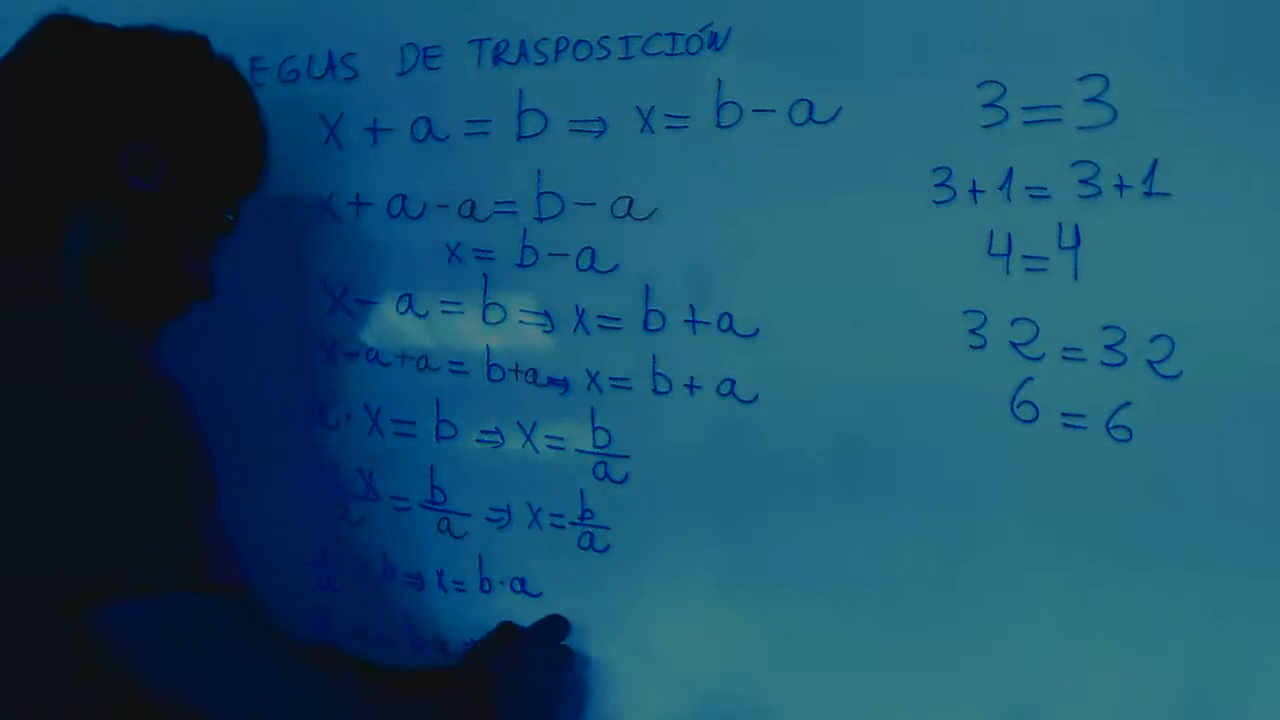 EGLAS DE TRASPOSICIÓN
x + a = b ⇒ x = b - a
x + a - a = b - a
x = b - a
x - a = b ⇒ x = b + a
x - a + a = b + a ⇒ x = b + a
· x = b ⇒ x = b/a
x/a = b/a ⇒ x = b/a
b ⇒ x = b · a
3 = 3
3 + 1 = 3 + 1
4 = 4
3 2 = 3 2
6 = 6